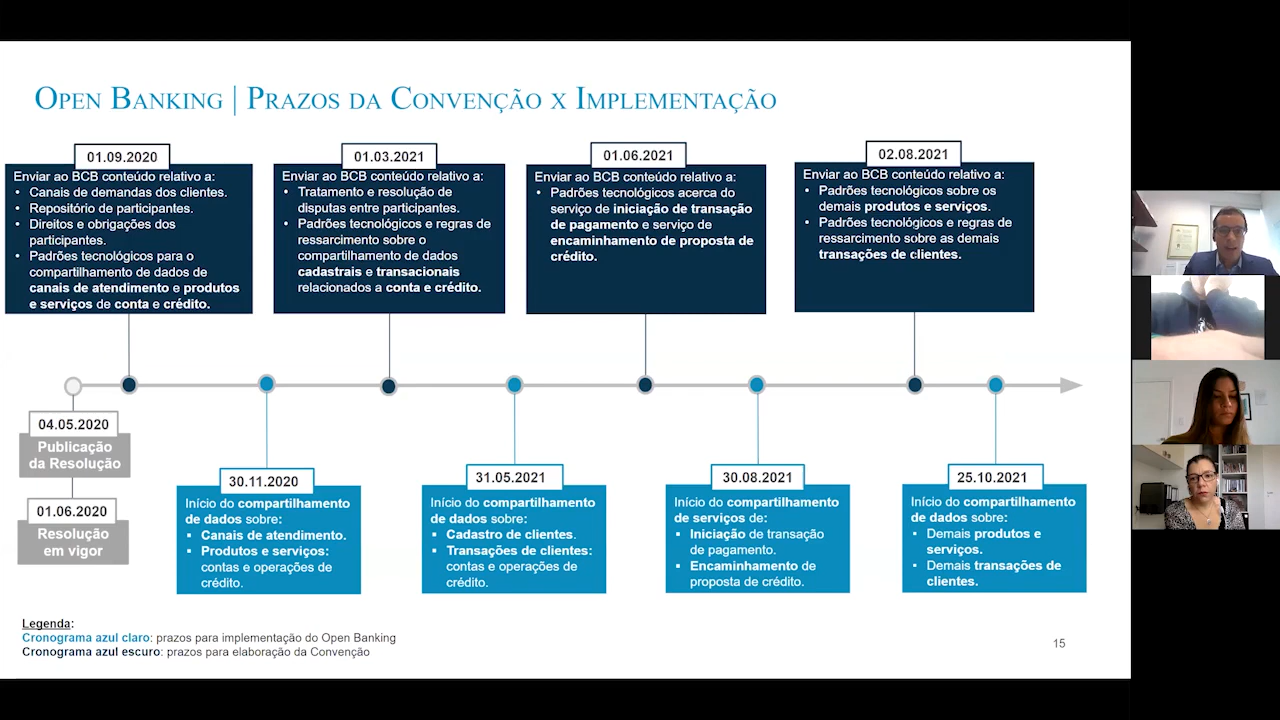 OPEN BANKING | PRAZOS DA CONVENÇÃO X IMPLEMENTAÇÃO
01.09.2020
Enviar ao BCB conteúdo relativo a:
• Canais de demandas dos clientes.
• Repositório de participantes.
• Direitos e obrigações dos
participantes.
• Padrões tecnológicos para o
compartilhamento de dados de
canais de atendimento e produtos
e serviços de conta e crédito.
01.03.2021
Enviar ao BCB conteúdo relativo a:
• Tratamento e resolução de
disputas entre participantes.
• Padrões tecnológicos e regras de
ressarcimento sobre o
compartilhamento de dados
cadastrais e transacionais
relacionados a conta e crédito.
01.06.2021
Enviar ao BCB conteúdo relativo a:
• Padrões tecnológicos acerca do
serviço de iniciação de transação
de pagamento e serviço de
encaminhamento de proposta de
crédito.
02.08.2021
Enviar ao BCB conteúdo relativo a:
• Padrões tecnológicos sobre os
demais produtos e serviços.
• Padrões tecnológicos e regras de
ressarcimento sobre as demais
transações de clientes.
04.05.2020
Publicação
da Resolução
01.06.2020
Resolução
em vigor
30.11.2020
Início do compartilhamento
de dados sobre:
▪ Canais de atendimento.
▪ Produtos e serviços:
contas e operações de
crédito.
31.05.2021
Início do compartilhamento
de dados sobre:
▪ Cadastro de clientes.
▪ Transações de clientes:
contas e operações de
crédito.
30.08.2021
Início do compartilhamento
de serviços de:
▪ Iniciação de transação
de pagamento.
▪ Encaminhamento de
proposta de crédito.
25.10.2021
Início do compartilhamento
de dados sobre:
▪ Demais produtos e
serviços.
▪ Demais transações de
clientes.
Legenda:
Cronograma azul claro: prazos para implementação do Open Banking
Cronograma azul escuro: prazos para elaboração da Convenção
15